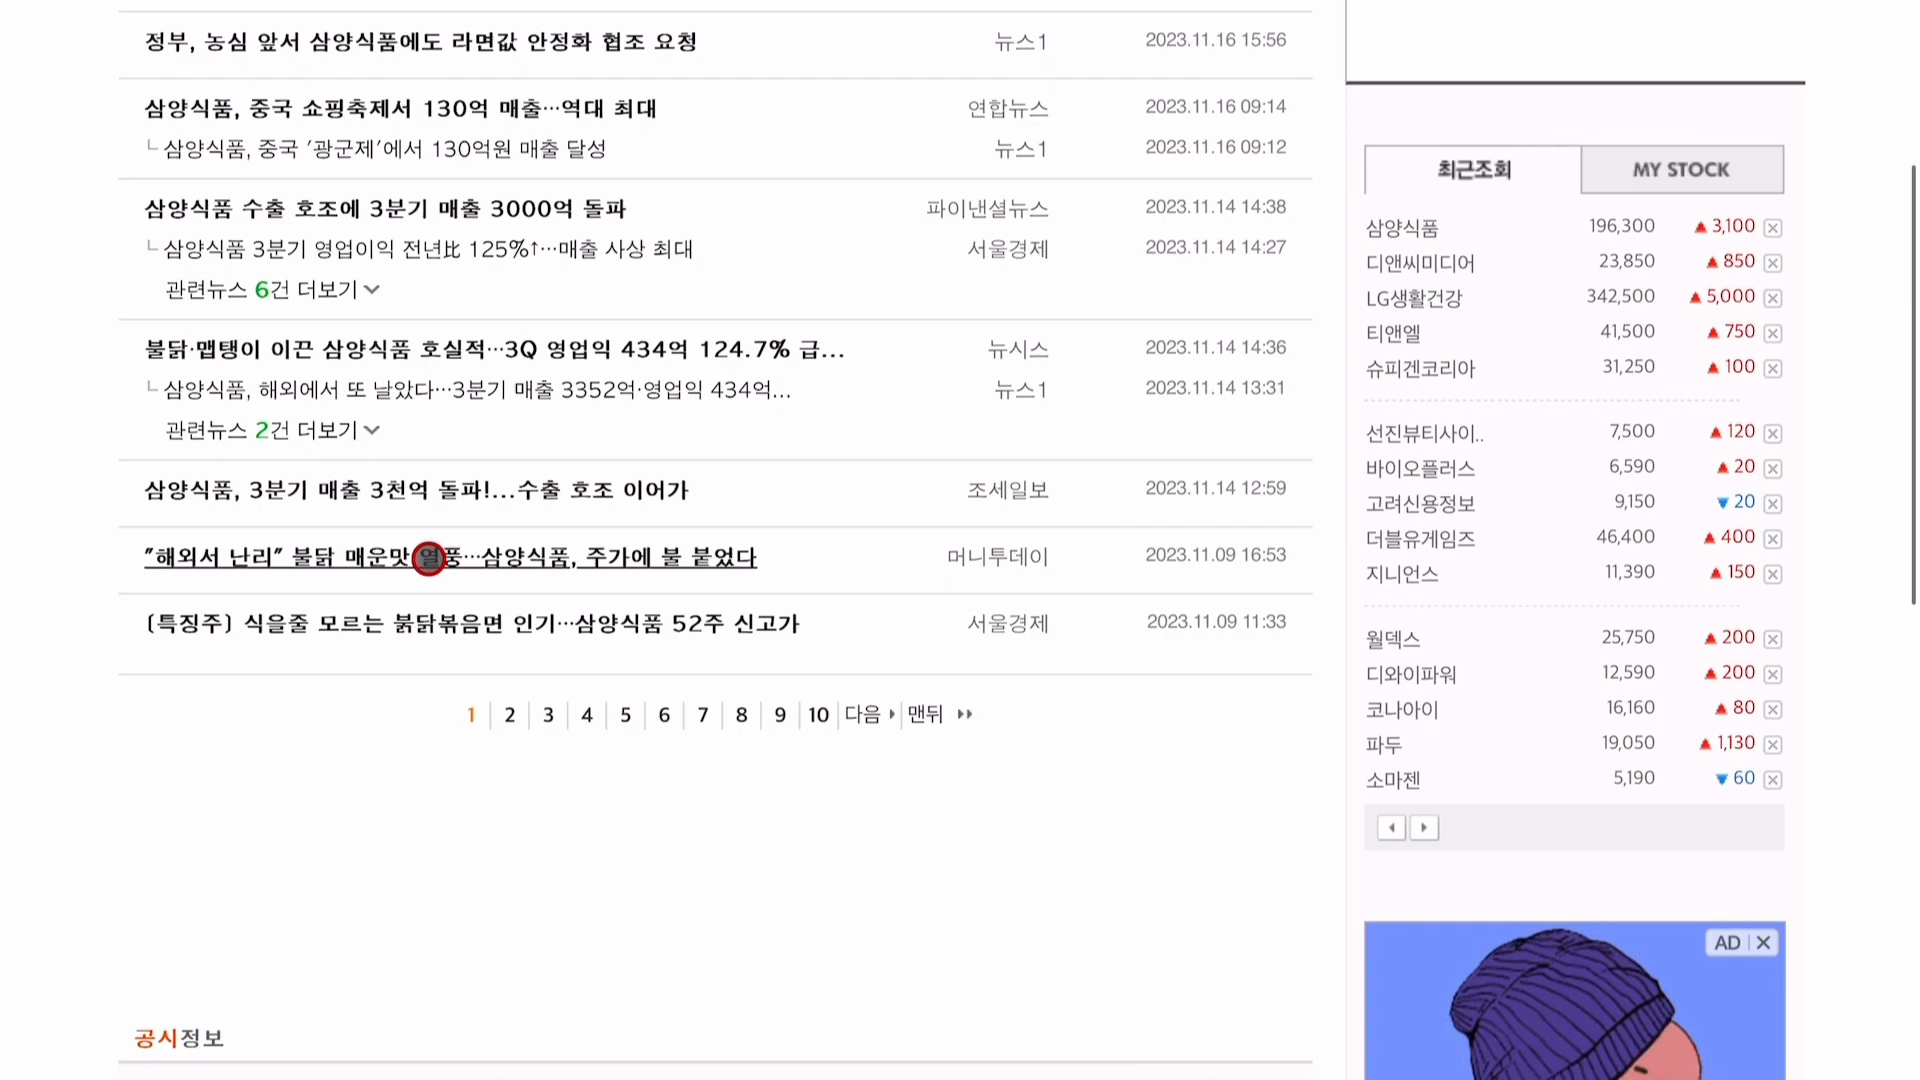 정부, 농심 앞서 삼양식품에도 라면값 안정화 협조 요청 뉴스1 2023.11.16 15:56
삼양식품, 중국 쇼핑축제서 130억 매출…역대 최대 연합뉴스 2023.11.16 09:14
삼양식품, 중국 '광군제'에서 130억원 매출 달성 뉴스1 2023.11.16 09:12
삼양식품 수출 호조에 3분기 매출 3000억 돌파 파이낸셜뉴스 2023.11.14 14:38
삼양식품 3분기 영업이익 전년比 125%↑…매출 사상 최대 서울경제 2023.11.14 14:27
관련뉴스 6건 더보기
불닭·맵탱이 이끈 삼양식품 호실적…3Q 영업익 434억 124.7% 급... 뉴시스 2023.11.14 14:36
삼양식품, 해외에서 또 날았다…3분기 매출 3352억·영업익 434억... 뉴스1 2023.11.14 13:31
관련뉴스 2건 더보기
삼양식품, 3분기 매출 3천억 돌파!...수출 호조 이어가 조세일보 2023.11.14 12:59
"해외서 난리" 불닭 매운맛 열풍…삼양식품, 주가에 불 붙었다 머니투데이 2023.11.09 16:53
[특징주] 식을줄 모르는 붉닭볶음면 인기…삼양식품 52주 신고가 서울경제 2023.11.09 11:33
1 2 3 4 5 6 7 8 9 10 다음 맨뒤
공시정보
최근조회 MY STOCK
삼양식품 196,300 ▲ 3,100
디앤씨미디어 23,850 ▲ 850
LG생활건강 342,500 ▲ 5,000
티앤엘 41,500 ▲ 750
슈피겐코리아 31,250 ▲ 100
선진뷰티사이.. 7,500 ▲ 120
바이오플러스 6,590 ▲ 20
고려신용정보 9,150 ▼ 20
더블유게임즈 46,400 ▲ 400
지니언스 11,390 ▲ 150
월덱스 25,750 ▲ 200
디와이파워 12,590 ▲ 200
코나아이 16,160 ▲ 80
파두 19,050 ▲ 1,130
소마젠 5,190 ▼ 60
AD